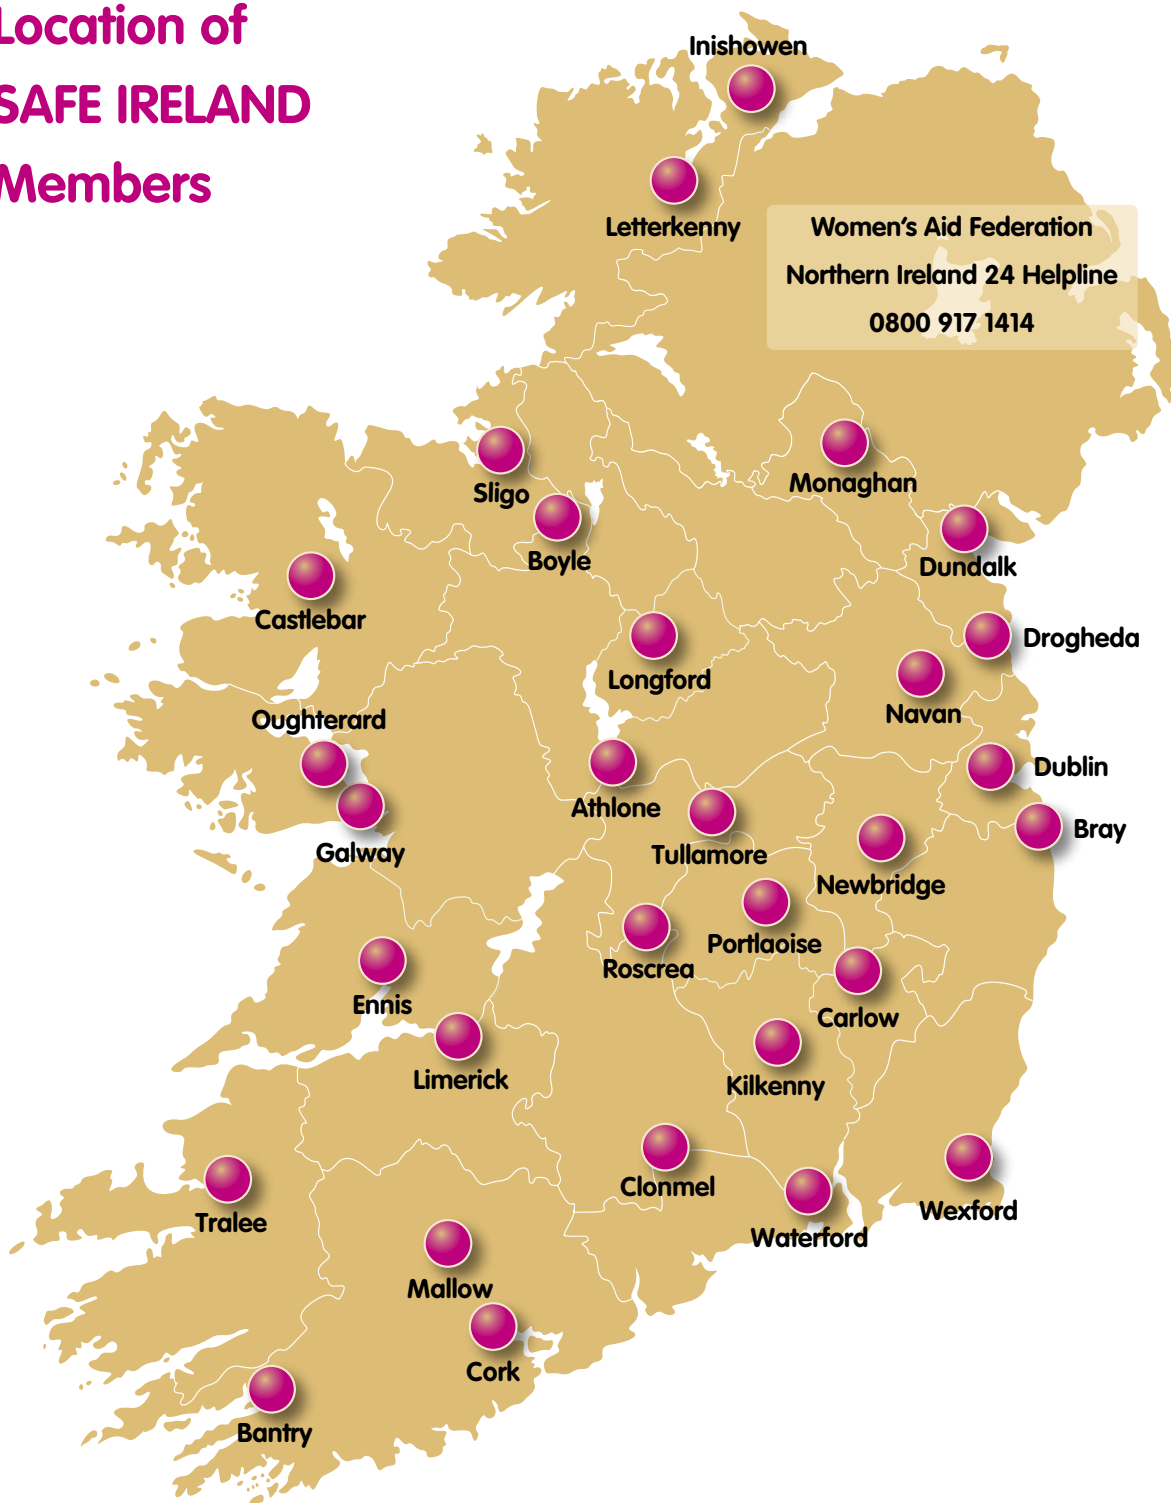 Location of
SAFE IRELAND
Members
Inishowen
Letterkenny
Women's Aid Federation
Northern Ireland 24 Helpline
0800 917 1414
Monaghan
Sligo
Boyle
Dundalk
Castlebar
Drogheda
Longford
Navan
Oughterard
Dublin
Athlone
Bray
Galway
Tullamore
Newbridge
Portlaoise
Roscrea
Ennis
Carlow
Limerick
Kilkenny
Clonmel
Wexford
Tralee
Waterford
Mallow
Cork
Bantry